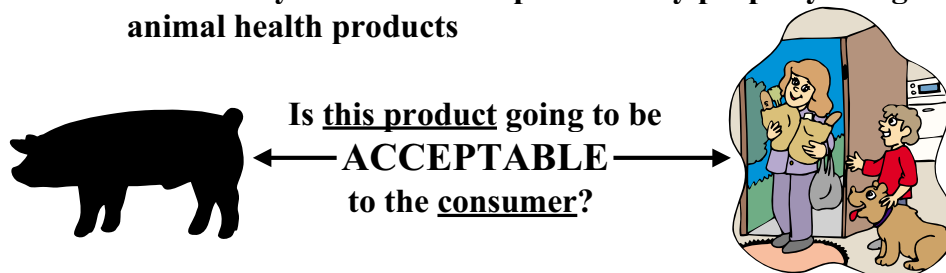 animal health products
Is this product going to be
ACCEPTABLE
to the consumer?